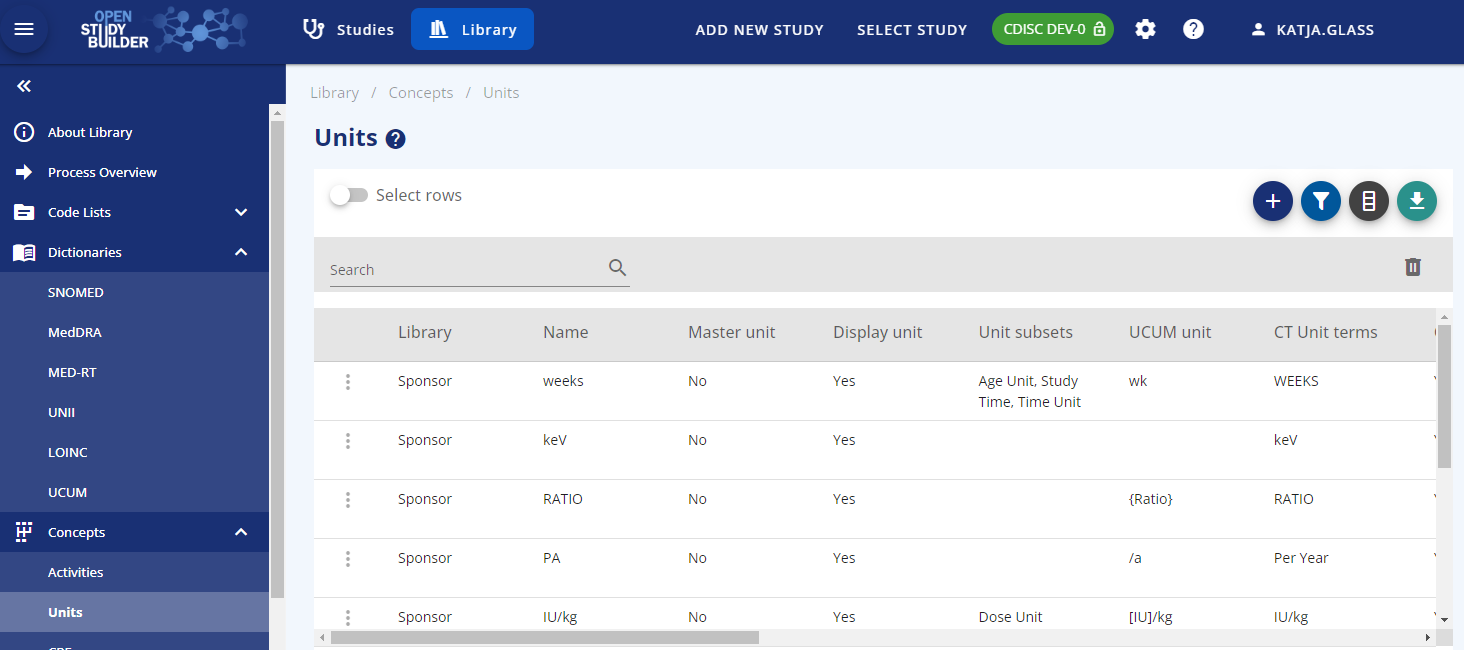 OPEN
STUDY
BUILDER
Studies
Library
ADD NEW STUDY
SELECT STUDY
CDISC DEV-0
KATJA.GLASS
About Library
Process Overview
Code Lists
Dictionaries
SNOMED
MedDRA
MED-RT
UNII
LOINC
UCUM
Concepts
Activities
Units
Library / Concepts / Units
Units ?
Select rows
Search
Library Name Master unit Display unit Unit subsets UCUM unit CT Unit terms
Sponsor weeks No Yes Age Unit, Study wk WEEKS
Time, Time Unit
Sponsor keV No Yes keV
Sponsor RATIO No Yes {Ratio} RATIO
Sponsor PA No Yes /a Per Year
Sponsor IU/kg No Yes Dose Unit [IU]/kg IU/kg